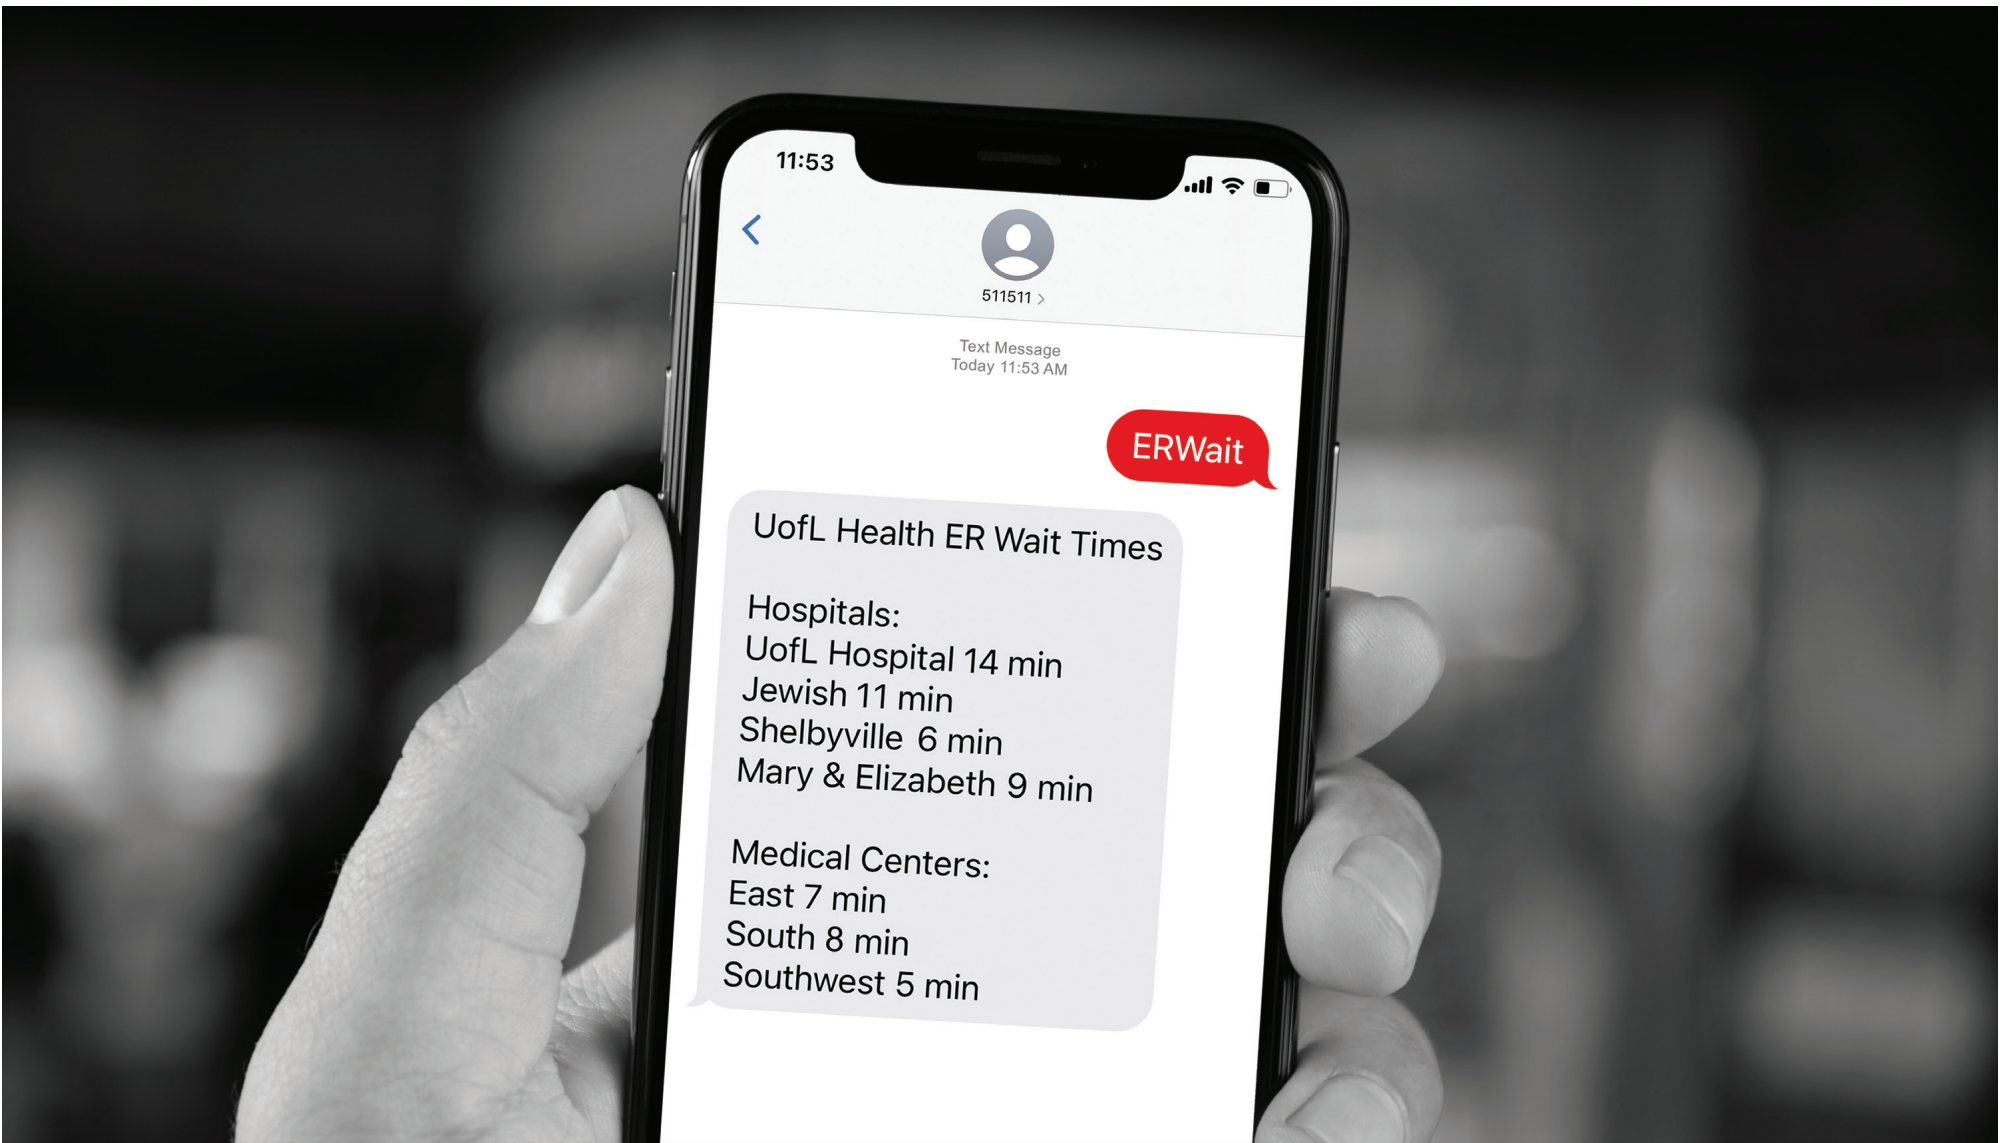 11:53
511511 >
Text Message
Today 11:53 AM
ERWait
UofL Health ER Wait Times
Hospitals:
UofL Hospital 14 min
Jewish 11 min
Shelbyville 6 min
Mary & Elizabeth 9 min
Medical Centers:
East 7 min
South 8 min
Southwest 5 min